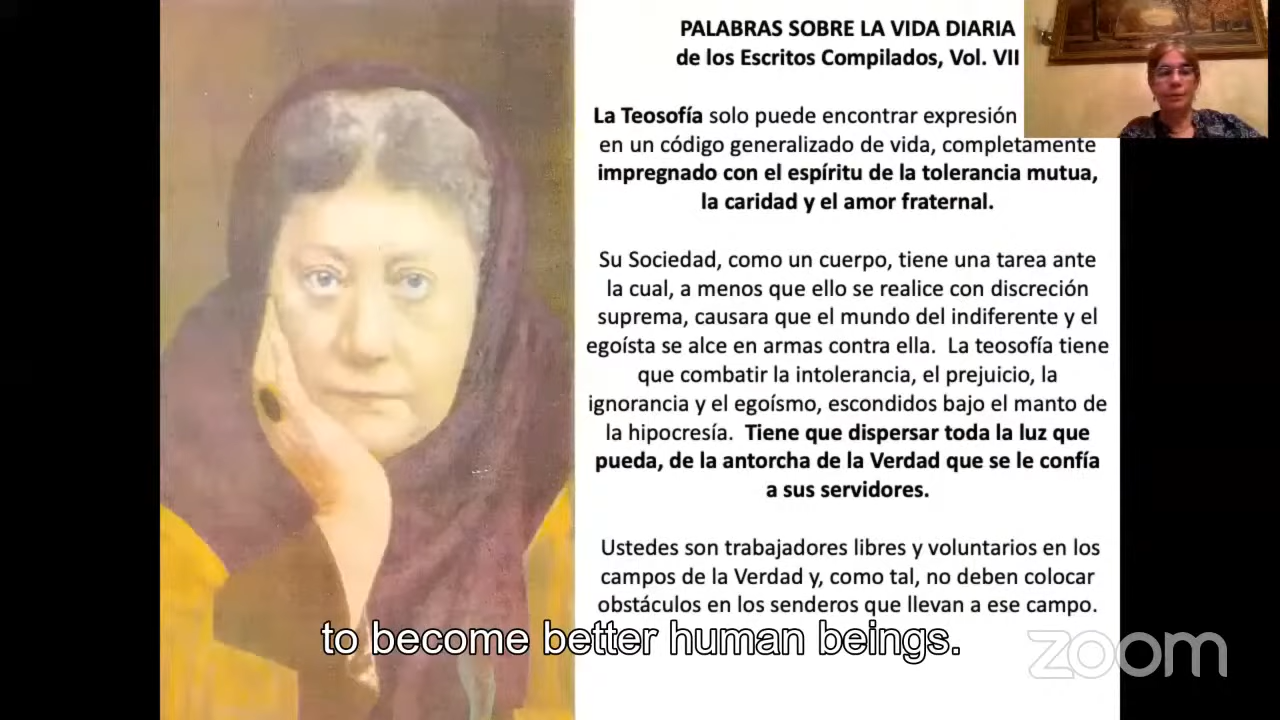 PALABRAS SOBRE LA VIDA DIARIA
de los Escritos Compilados, Vol. VII
La Teosofía solo puede encontrar expresión
en un código generalizado de vida, completamente
impregnado con el espíritu de la tolerancia mutua,
la caridad y el amor fraternal.
Su Sociedad, como un cuerpo, tiene una tarea ante
la cual, a menos que ello se realice con discreción
suprema, causara que el mundo del indiferente y el
egoísta se alce en armas contra ella. La teosofía tiene
que combatir la intolerancia, el prejuicio, la
ignorancia y el egoísmo, escondidos bajo el manto de
la hipocresía. Tiene que dispersar toda la luz que
pueda, de la antorcha de la Verdad que se le confía
a sus servidores.
Ustedes son trabajadores libres y voluntarios en los
campos de la Verdad y, como tal, no deben colocar
obstáculos en los senderos que llevan a ese campo.
to become better human beings.
zoom